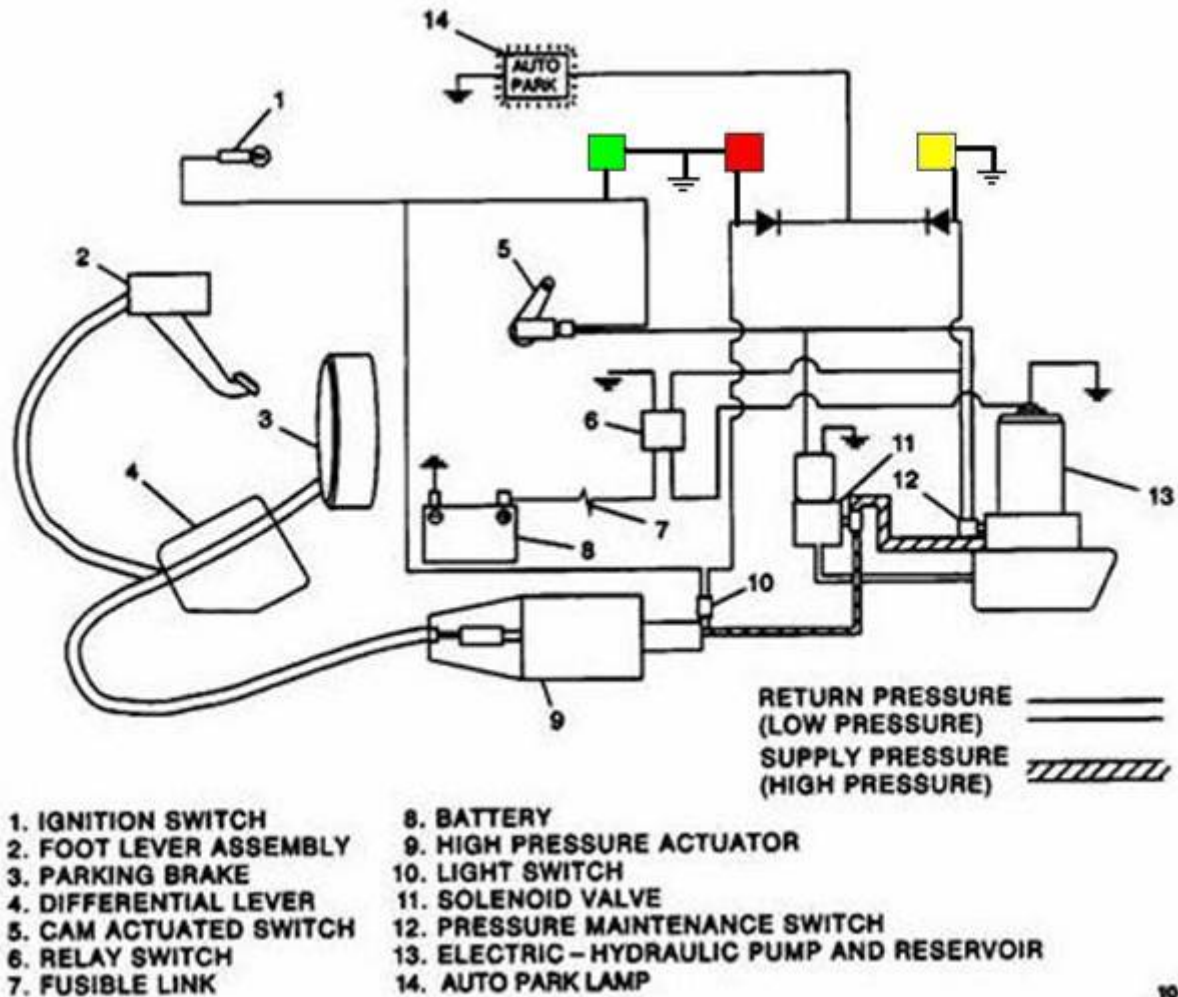 14
AUTO
PARK
1
2
5
3
6
11
4
12
13
7
8
10
9
RETURN PRESSURE
(LOW PRESSURE)
SUPPLY PRESSURE
(HIGH PRESSURE)
1. IGNITION SWITCH
2. FOOT LEVER ASSEMBLY
3. PARKING BRAKE
4. DIFFERENTIAL LEVER
5. CAM ACTUATED SWITCH
6. RELAY SWITCH
7. FUSIBLE LINK
8. BATTERY
9. HIGH PRESSURE ACTUATOR
10. LIGHT SWITCH
11. SOLENOID VALVE
12. PRESSURE MAINTENANCE SWITCH
13. ELECTRIC-HYDRAULIC PUMP AND RESERVOIR
14. AUTO PARK LAMP